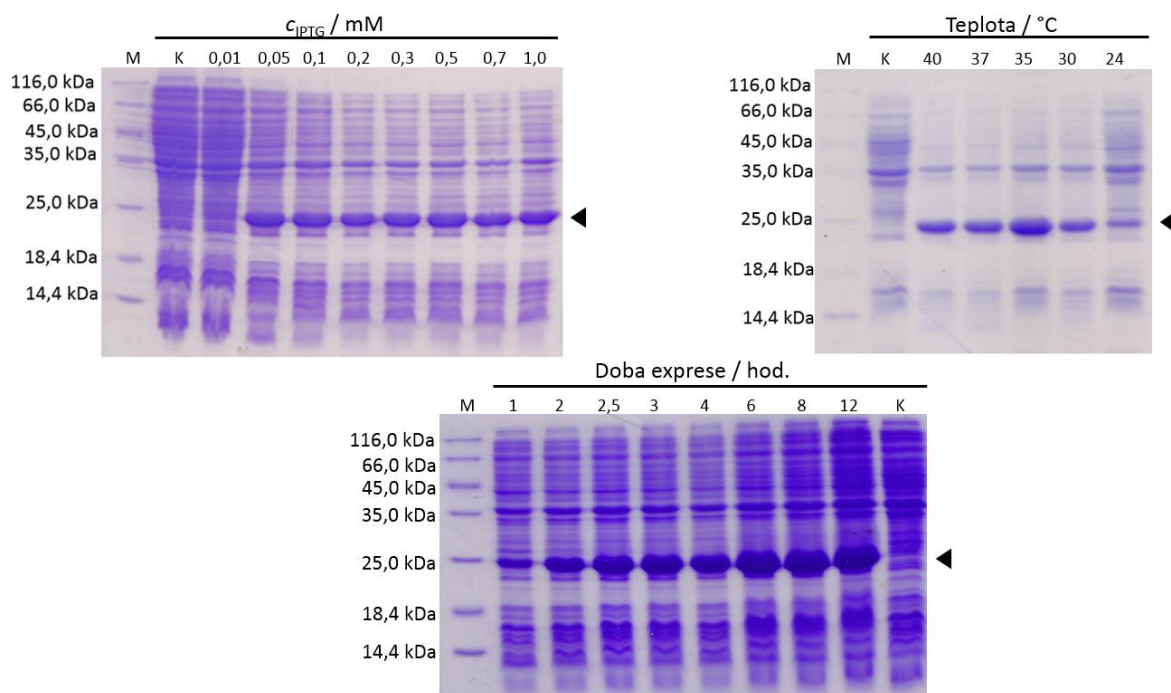 cIPTG / mM
M K 0,01 0,05 0,1 0,2 0,3 0,5 0,7 1,0
116,0 kDa
66,0 kDa
45,0 kDa
35,0 kDa
25,0 kDa
18,4 kDa
14,4 kDa
Teplota / °C
M K 40 37 35 30 24
116,0 kDa
66,0 kDa
45,0 kDa
35,0 kDa
25,0 kDa
18,4 kDa
14,4 kDa
Doba exprese / hod.
M 1 2 2,5 3 4 6 8 12 K
116,0 kDa
66,0 kDa
45,0 kDa
35,0 kDa
25,0 kDa
18,4 kDa
14,4 kDa